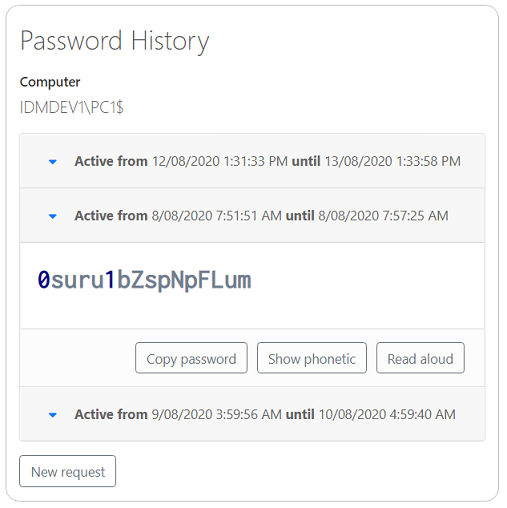 Password History
Computer
IDMDEV1\PC1$
Active from 12/08/2020 1:31:33 PM until 13/08/2020 1:33:58 PM
Active from 8/08/2020 7:51:51 AM until 8/08/2020 7:57:25 AM
0suru1bZspNpFLum
Copy password Show phonetic Read aloud
Active from 9/08/2020 3:59:56 AM until 10/08/2020 4:59:40 AM
New request